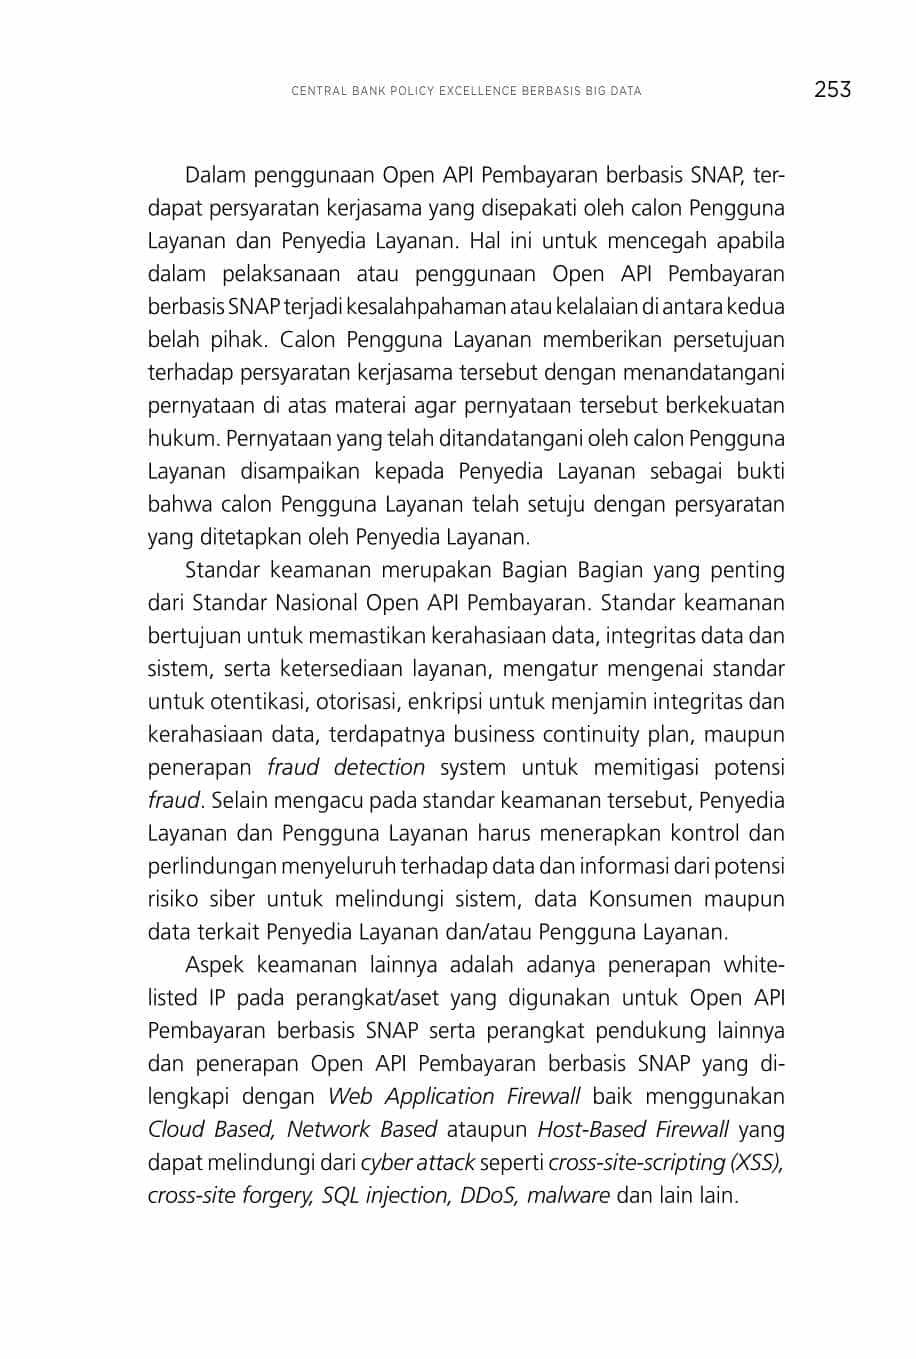 CENTRAL BANK POLICY EXCELLENCE BERBASIS BIG DATA 253
Dalam penggunaan Open API Pembayaran berbasis SNAP, ter-
dapat persyaratan kerjasama yang disepakati oleh calon Pengguna
Layanan dan Penyedia Layanan. Hal ini untuk mencegah apabila
dalam pelaksanaan atau penggunaan Open API Pembayaran
berbasis SNAP terjadi kesalahpahaman atau kelalaian di antara kedua
belah pihak. Calon Pengguna Layanan memberikan persetujuan
terhadap persyaratan kerjasama tersebut dengan menandatangani
pernyataan di atas materai agar pernyataan tersebut berkekuatan
hukum. Pernyataan yang telah ditandatangani oleh calon Pengguna
Layanan disampaikan kepada Penyedia Layanan sebagai bukti
bahwa calon Pengguna Layanan telah setuju dengan persyaratan
yang ditetapkan oleh Penyedia Layanan.
Standar keamanan merupakan Bagian Bagian yang penting
dari Standar Nasional Open API Pembayaran. Standar keamanan
bertujuan untuk memastikan kerahasiaan data, integritas data dan
sistem, serta ketersediaan layanan, mengatur mengenai standar
untuk otentikasi, otorisasi, enkripsi untuk menjamin integritas dan
kerahasiaan data, terdapatnya business continuity plan, maupun
penerapan fraud detection system untuk memitigasi potensi
fraud. Selain mengacu pada standar keamanan tersebut, Penyedia
Layanan dan Pengguna Layanan harus menerapkan kontrol dan
perlindungan menyeluruh terhadap data dan informasi dari potensi
risiko siber untuk melindungi sistem, data Konsumen maupun
data terkait Penyedia Layanan dan/atau Pengguna Layanan.
Aspek keamanan lainnya adalah adanya penerapan white-
listed IP pada perangkat/aset yang digunakan untuk Open API
Pembayaran berbasis SNAP serta perangkat pendukung lainnya
dan penerapan Open API Pembayaran berbasis SNAP yang di-
lengkapi dengan Web Application Firewall baik menggunakan
Cloud Based, Network Based ataupun Host-Based Firewall yang
dapat melindungi dari cyber attack seperti cross-site-scripting (XSS),
cross-site forgery, SQL injection, DDoS, malware dan lain lain.